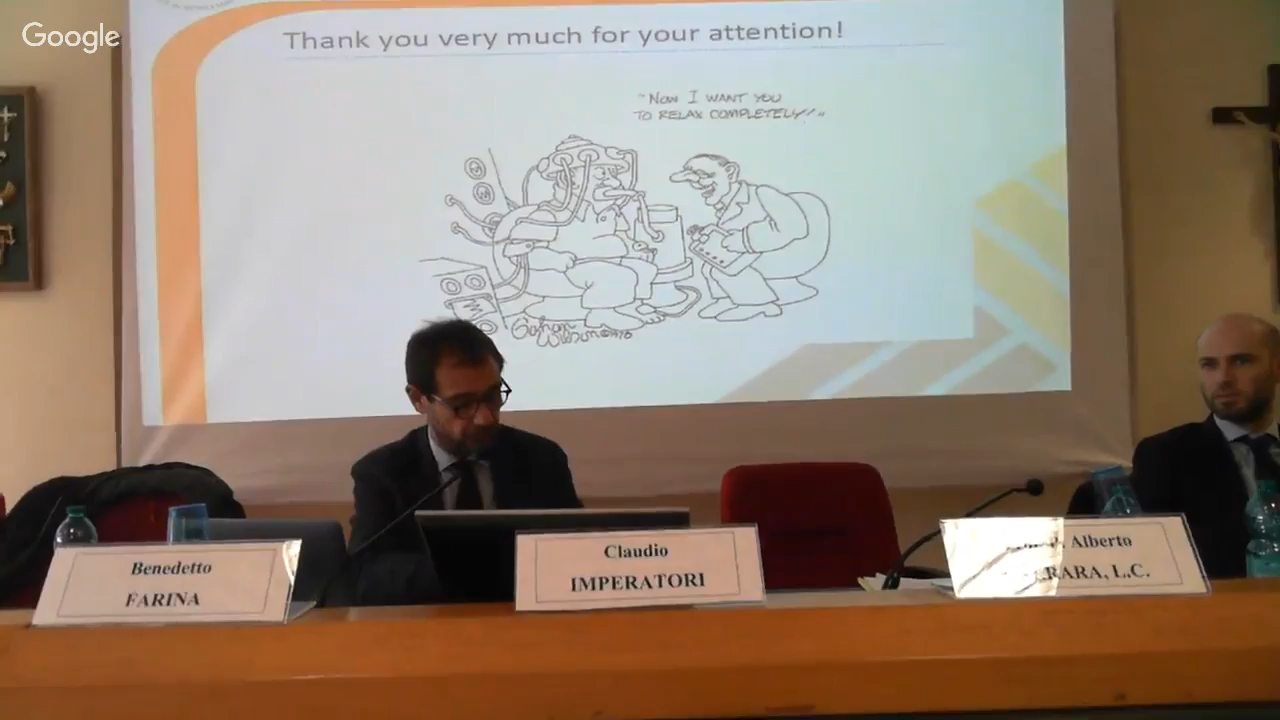 Google
Thank you very much for your attention!
"NOW I WANT YOU
TO RELAX COMPLETELY!"
Benedetto
FARINA
Claudio
IMPERATORI
Alberto
RARA, L.C.